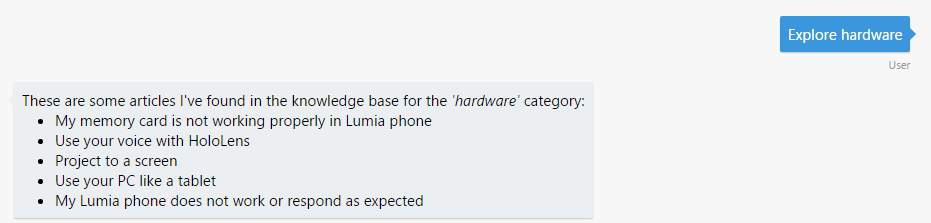 Explore hardware
User
These are some articles I've found in the knowledge base for the 'hardware' category:
• My memory card is not working properly in Lumia phone
• Use your voice with HoloLens
• Project to a screen
• Use your PC like a tablet
• My Lumia phone does not work or respond as expected